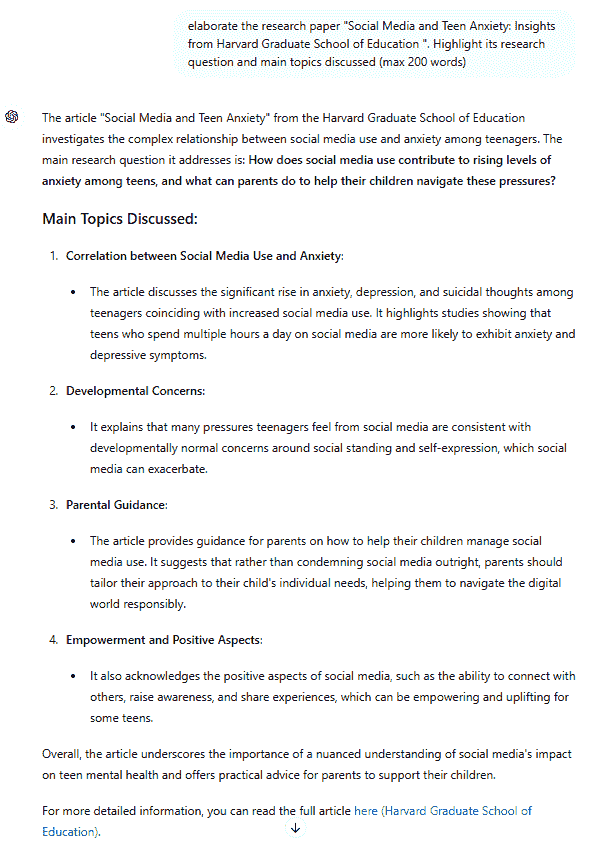 elaborate the research paper "Social Media and Teen Anxiety: Insights
from Harvard Graduate School of Education ". Highlight its research
question and main topics discussed (max 200 words)
The article "Social Media and Teen Anxiety" from the Harvard Graduate School of Education
investigates the complex relationship between social media use and anxiety among teenagers. The
main research question it addresses is: How does social media use contribute to rising levels of
anxiety among teens, and what can parents do to help their children navigate these pressures?
Main Topics Discussed:
1. Correlation between Social Media Use and Anxiety:
• The article discusses the significant rise in anxiety, depression, and suicidal thoughts among
teenagers coinciding with increased social media use. It highlights studies showing that
teens who spend multiple hours a day on social media are more likely to exhibit anxiety and
depressive symptoms.
2. Developmental Concerns:
• It explains that many pressures teenagers feel from social media are consistent with
developmentally normal concerns around social standing and self-expression, which social
media can exacerbate.
3. Parental Guidance:
• The article provides guidance for parents on how to help their children manage social
media use. It suggests that rather than condemning social media outright, parents should
tailor their approach to their child's individual needs, helping them to navigate the digital
world responsibly.
4. Empowerment and Positive Aspects:
• It also acknowledges the positive aspects of social media, such as the ability to connect with
others, raise awareness, and share experiences, which can be empowering and uplifting for
some teens.
Overall, the article underscores the importance of a nuanced understanding of social media's impact
on teen mental health and offers practical advice for parents to support their children.
For more detailed information, you can read the full article here (Harvard Graduate School of
Education).